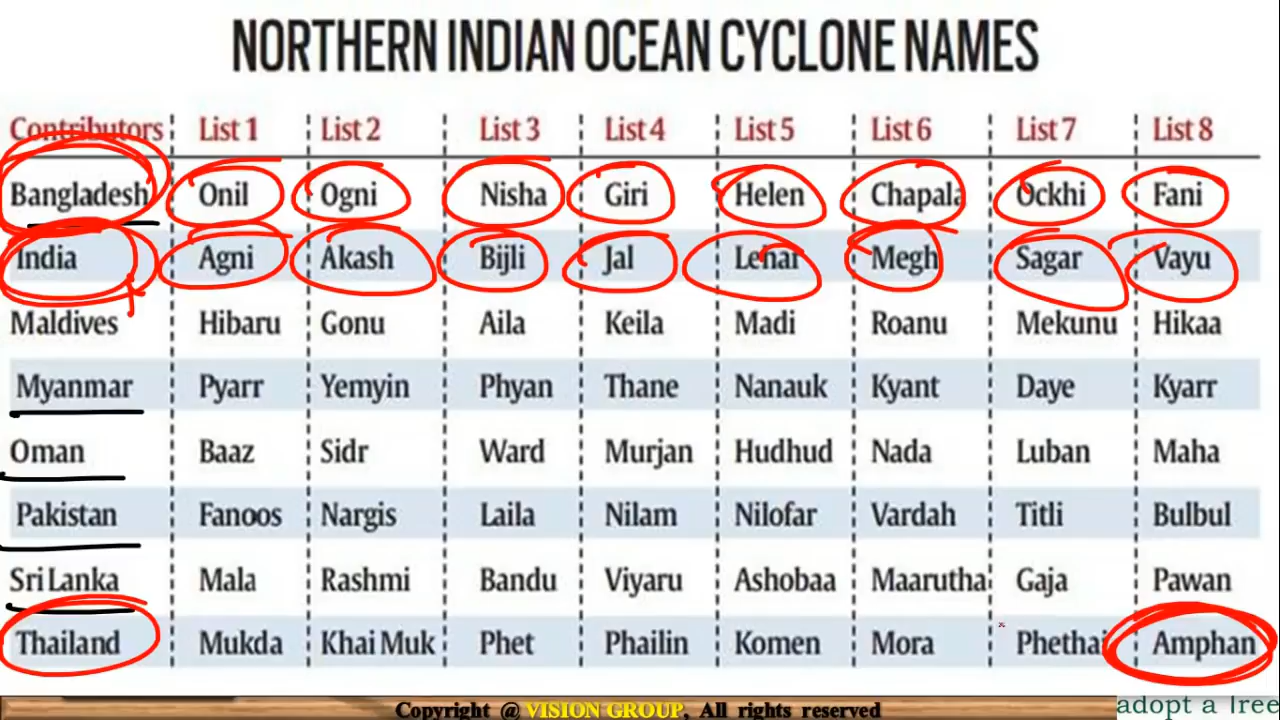 NORTHERN INDIAN OCEAN CYCLONE NAMES
Contributors List 1 List 2 List 3 List 4 List 5 List 6 List 7 List 8
Bangladesh Onil Ogni Nisha Giri Helen Chapala Ockhi Fani
India Agni Akash Bijli Jal Lehar Megh Sagar Vayu
Maldives Hibaru Gonu Aila Keila Madi Roanu Mekunu Hikaa
Myanmar Pyarr Yemyin Phyan Thane Nanauk Kyant Daye Kyarr
Oman Baaz Sidr Ward Murjan Hudhud Nada Luban Maha
Pakistan Fanoos Nargis Laila Nilam Nilofar Vardah Titli Bulbul
Sri Lanka Mala Rashmi Bandu Viyaru Ashobaa Maarutha Gaja Pawan
Thailand Mukda Khai Muk Phet Phailin Komen Mora Phethai Amphan
Copyright @ VISION GROUP, All rights reserved
adopt a Tree